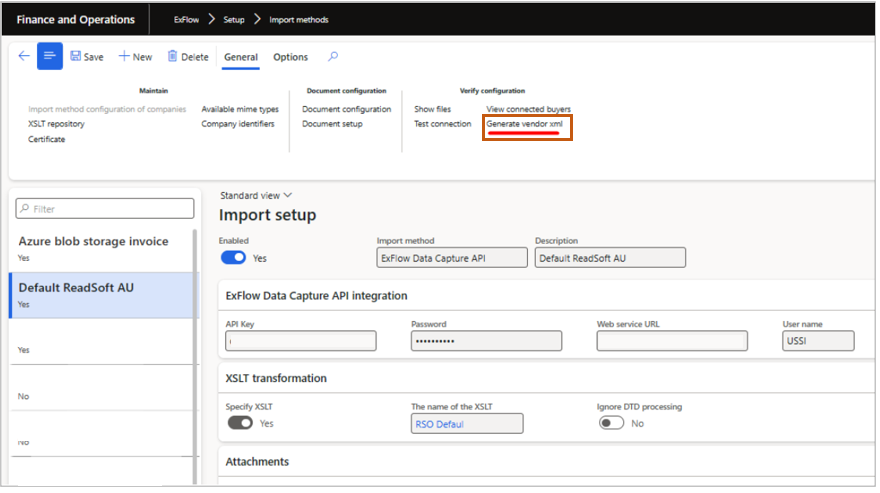 Finance and Operations ExFlow > Setup > Import methods
Save New Delete General Options
Maintain Document configuration Verify configuration
Import method configuration of companies Available mime types Document configuration Show files View connected buyers
XSLT repository Company identifiers Document setup Test connection Generate vendor xml
Certificate
Filter
Azure blob storage invoice
Yes
Default ReadSoft AU
Yes
Yes
No
No
Standard view
Import setup
Enabled Import method Description
Yes ExFlow Data Capture API Default ReadSoft AU
ExFlow Data Capture API integration
API Key Password Web service URL User name
•••••••••• USSI
XSLT transformation
Specify XSLT The name of the XSLT Ignore DTD processing
Yes RSO Defaul No
Attachments